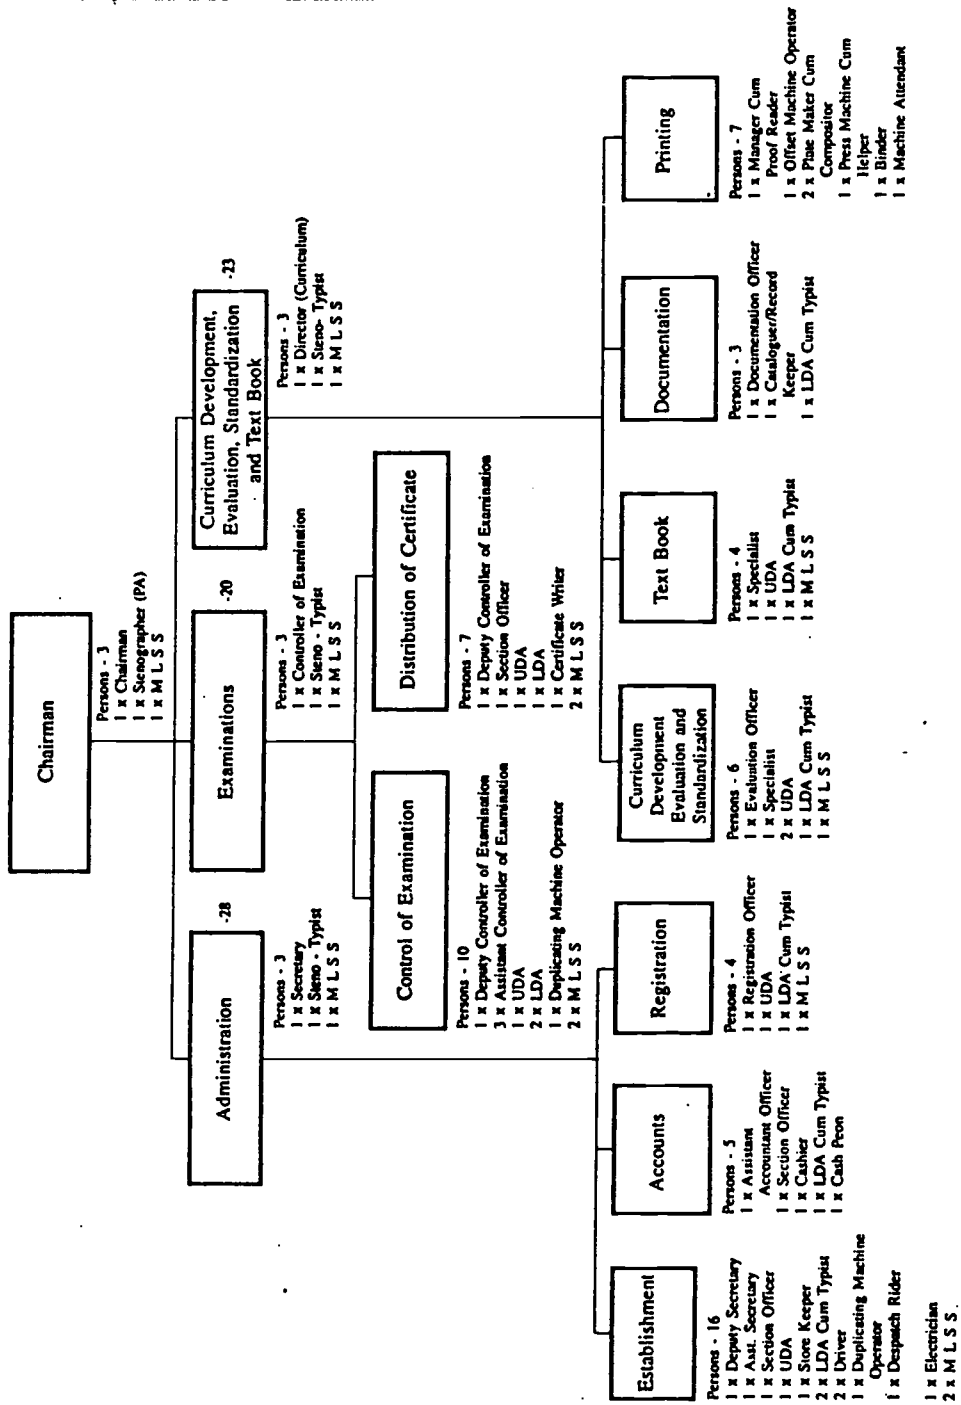 Chairman
Persons - 3
1 x Chairman
1 x Stenographer (PA)
1 x M L S S
Administration
-28
Persons - 3
1 x Secretary
1 x Steno - Typist
1 x M L S S
Examinations
-20
Persons - 3
1 x Controller of Examination
1 x Steno - Typist
1 x M L S S
Curriculum Development,
Evaluation, Standardization
and Text Book
-23
Persons - 3
1 x Director (Curriculum)
1 x Steno- Typist
1 x M L S S
Control of Examination
Persons - 10
1 x Deputy Controller of Examination
3 x Assistant Controller of Examination
1 x UDA
2 x LDA
1 x Duplicating Machine Operator
2 x M L S S
Distribution of Certificate
Persons - 7
1 x Deputy Controller of Examination
1 x Section Officer
1 x UDA
1 x LDA
1 x Certificate Writer
2 x M L S S
Establishment
Persons - 16
1 x Deputy Secretary
1 x Asst. Secretary
1 x Section Officer
1 x UDA
1 x Store Keeper
2 x LDA Cum Typist
2 x Driver
1 x Duplicating Machine
Operator
1 x Despatch Rider
1 x Electrician
2 x M L S S.
Accounts
Persons - 5
1 x Assistant
Accountant Officer
1 x Section Officer
1 x Cashier
1 x LDA Cum Typist
1 x Cash Peon
Registration
Persons - 4
1 x Registration Officer
1 x UDA
1 x LDA Cum Typist
1 x M L S S
Curriculum
Development
Evaluation and
Standardization
Persons - 6
1 x Evaluation Officer
1 x Specialist
2 x UDA
1 x LDA Cum Typist
1 x M L S S
Text Book
Persons - 4
1 x Specialist
1 x UDA
1 x LDA Cum Typist
1 x M L S S
Documentation
Persons - 3
1 x Documentation Officer
1 x Cataloguer/Record
Keeper
1 x LDA Cum Typist
Printing
Persons - 7
1 x Manager Cum
Proof Reader
1 x Offset Machine Operator
2 x Plate Maker Cum
Compositor
1 x Press Machine Cum
Helper
1 x Binder
1 x Machine Attendant